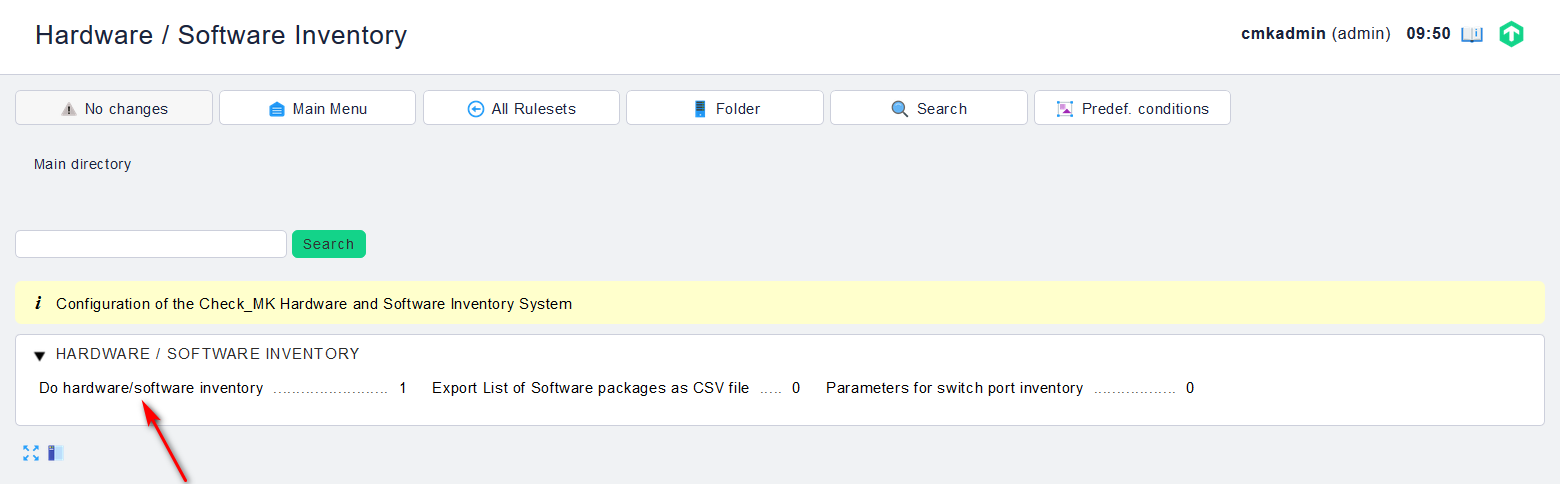 Hardware / Software Inventory
cmkadmin (admin) 09:50
No changes
Main Menu
All Rulesets
Folder
Search
Predef. conditions
Main directory
Search
i Configuration of the Check_MK Hardware and Software Inventory System
HARDWARE / SOFTWARE INVENTORY
Do hardware/software inventory ......................... 1 Export List of Software packages as CSV file ..... 0 Parameters for switch port inventory .................. 0